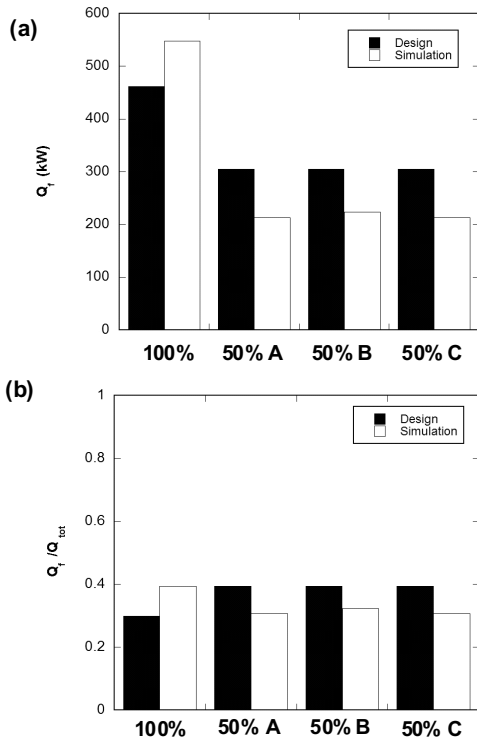 (a)
600
500
400
300
200
100
0
Q_f (kW)
Design
Simulation
100% 50% A 50% B 50% C
(b)
1
0.8
0.6
0.4
0.2
0
Q_f /Q_tot
Design
Simulation
100% 50% A 50% B 50% C